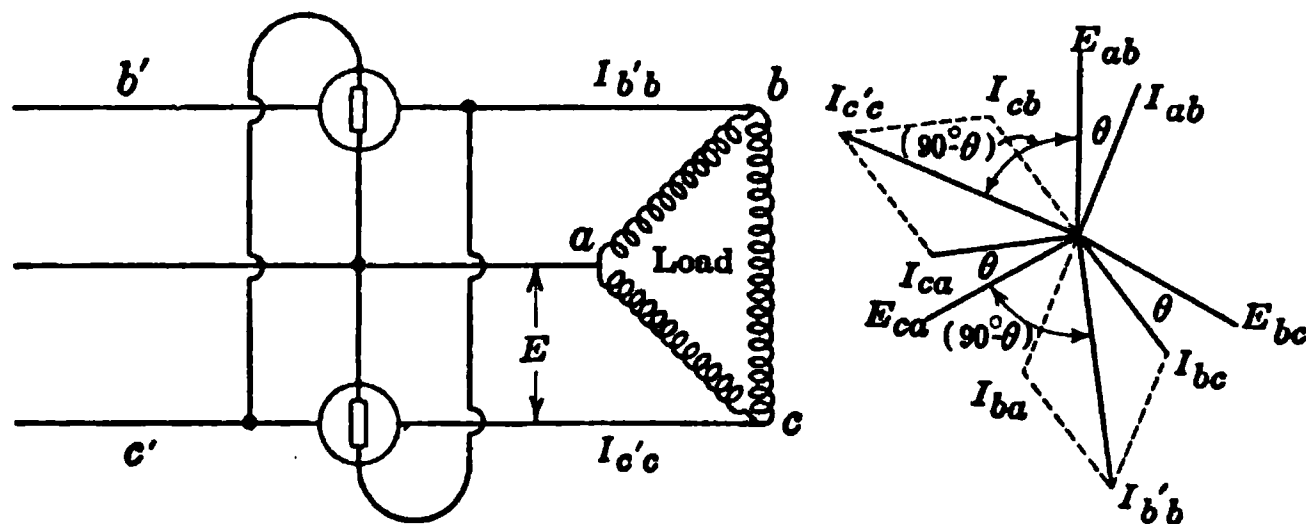 b'
I_{b'b}
b
a
Load
E
c'
I_{c'c}
c
E_{ab}
I_{c'c}
I_{cb}
I_{ab}
(90°-θ)
θ
I_{ca}
θ
E_{ca}
(90°-θ)
θ
E_{bc}
I_{ba}
I_{bc}
I_{b'b}